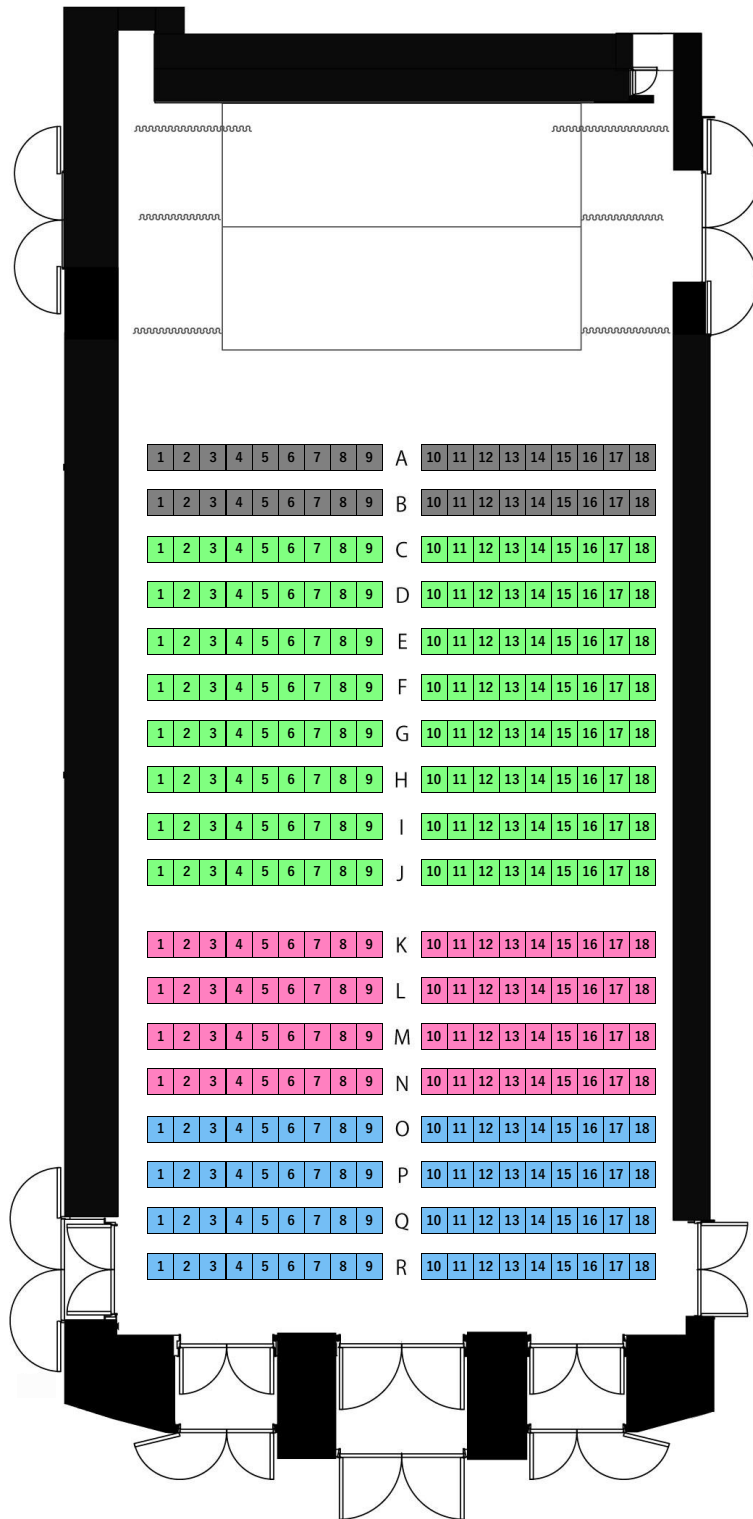 1 2 3 4 5 6 7 8 9 A 10 11 12 13 14 15 16 17 18
1 2 3 4 5 6 7 8 9 B 10 11 12 13 14 15 16 17 18
1 2 3 4 5 6 7 8 9 C 10 11 12 13 14 15 16 17 18
1 2 3 4 5 6 7 8 9 D 10 11 12 13 14 15 16 17 18
1 2 3 4 5 6 7 8 9 E 10 11 12 13 14 15 16 17 18
1 2 3 4 5 6 7 8 9 F 10 11 12 13 14 15 16 17 18
1 2 3 4 5 6 7 8 9 G 10 11 12 13 14 15 16 17 18
1 2 3 4 5 6 7 8 9 H 10 11 12 13 14 15 16 17 18
1 2 3 4 5 6 7 8 9 I 10 11 12 13 14 15 16 17 18
1 2 3 4 5 6 7 8 9 J 10 11 12 13 14 15 16 17 18
1 2 3 4 5 6 7 8 9 K 10 11 12 13 14 15 16 17 18
1 2 3 4 5 6 7 8 9 L 10 11 12 13 14 15 16 17 18
1 2 3 4 5 6 7 8 9 M 10 11 12 13 14 15 16 17 18
1 2 3 4 5 6 7 8 9 N 10 11 12 13 14 15 16 17 18
1 2 3 4 5 6 7 8 9 O 10 11 12 13 14 15 16 17 18
1 2 3 4 5 6 7 8 9 P 10 11 12 13 14 15 16 17 18
1 2 3 4 5 6 7 8 9 Q 10 11 12 13 14 15 16 17 18
1 2 3 4 5 6 7 8 9 R 10 11 12 13 14 15 16 17 18